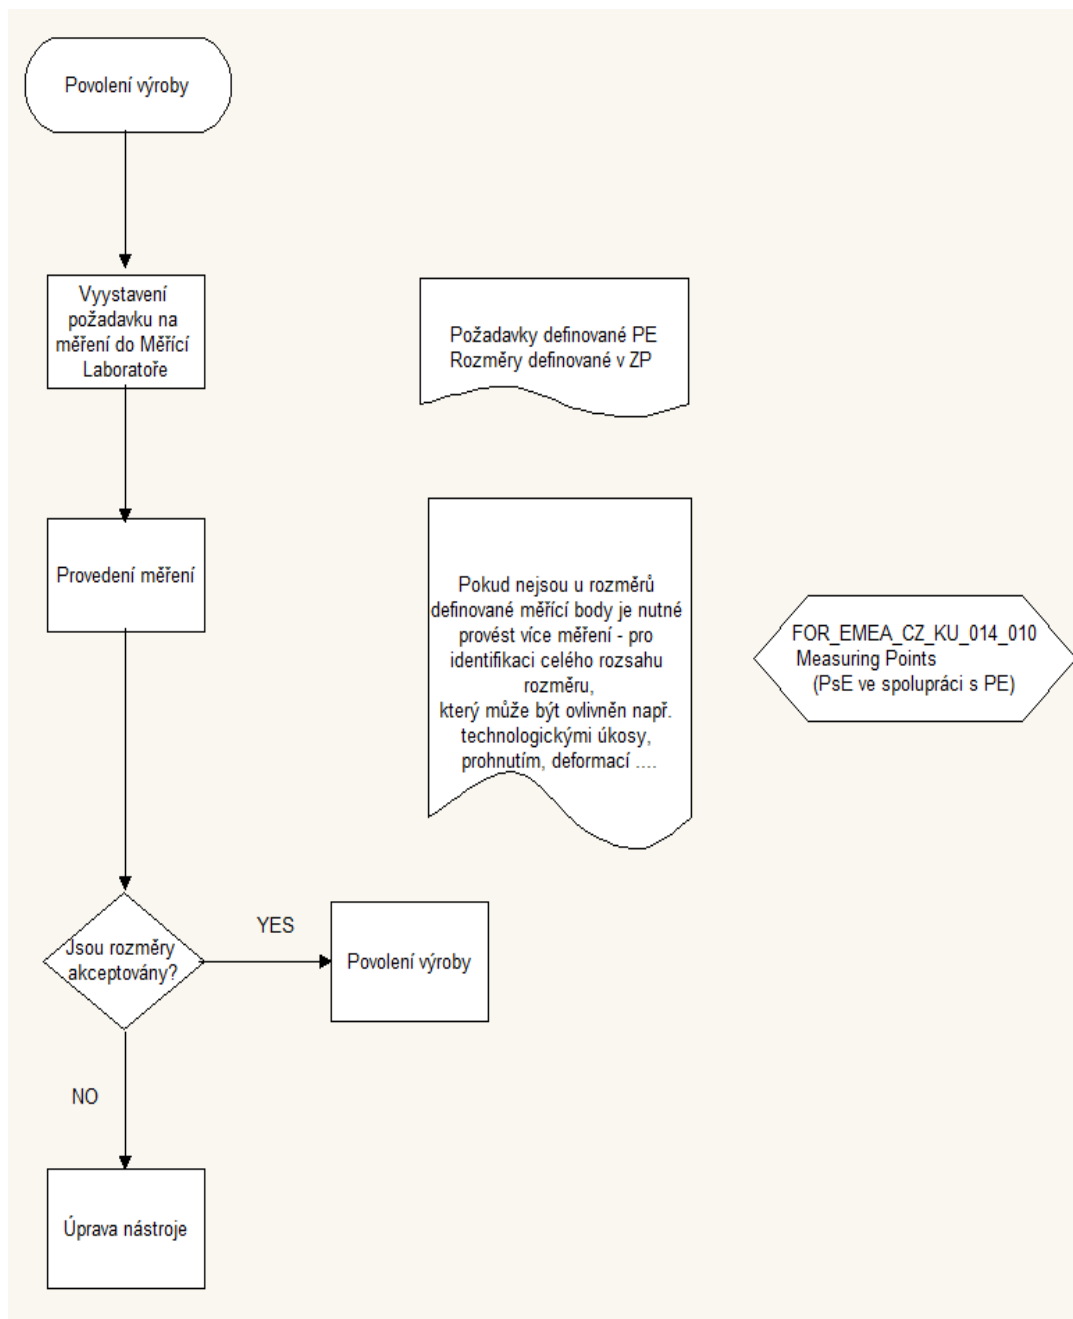 Povolení výroby
Vyystavení
požadavku na
měření do Měřící
Laboratoře
Požadavky definované PE
Rozměry definované v ZP
Provedení měření
Pokud nejsou u rozměrů
definované měřící body je nutné
provést více měření - pro
identifikaci celého rozsahu
rozměru,
který může být ovlivněn např.
technologickými úkosy,
prohnutím, deformací ....
FOR_EMEA_CZ_KU_014_010
Measuring Points
(PsE ve spolupráci s PE)
Jsou rozměry
akceptovány?
YES
Povolení výroby
NO
Úprava nástroje